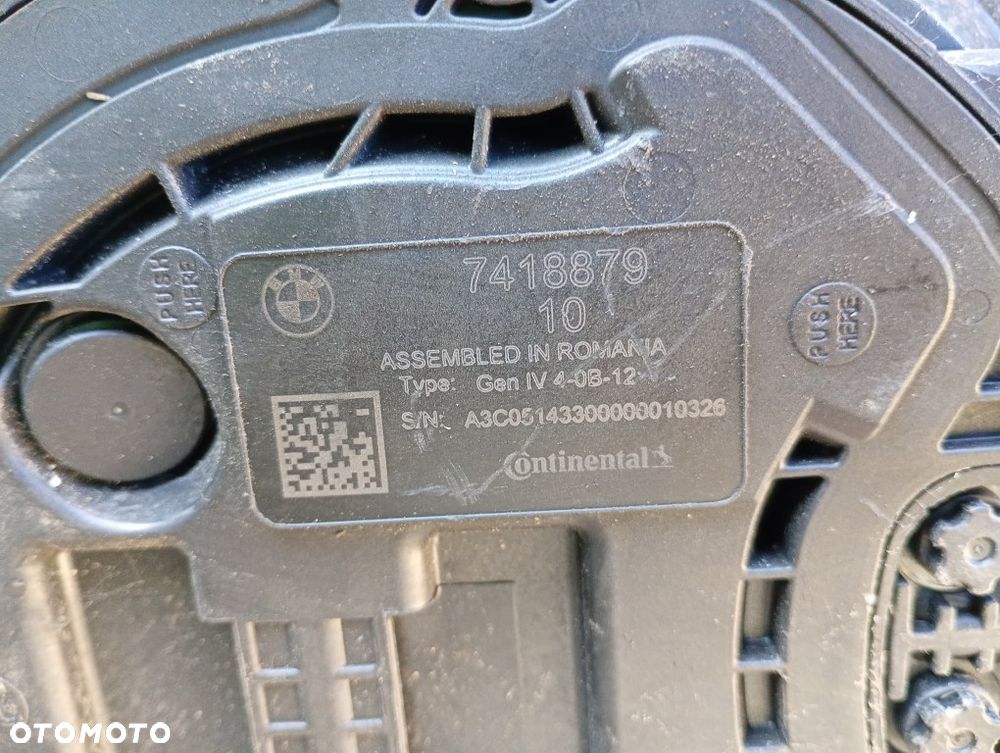 7418879
10
PUSH
HERE
PUSH
HERE
ASSEMBLED IN ROMANIA
Type: Gen IV 4-0B-12
S/N: A3C05143300000010326
Continental
OTOMOTO